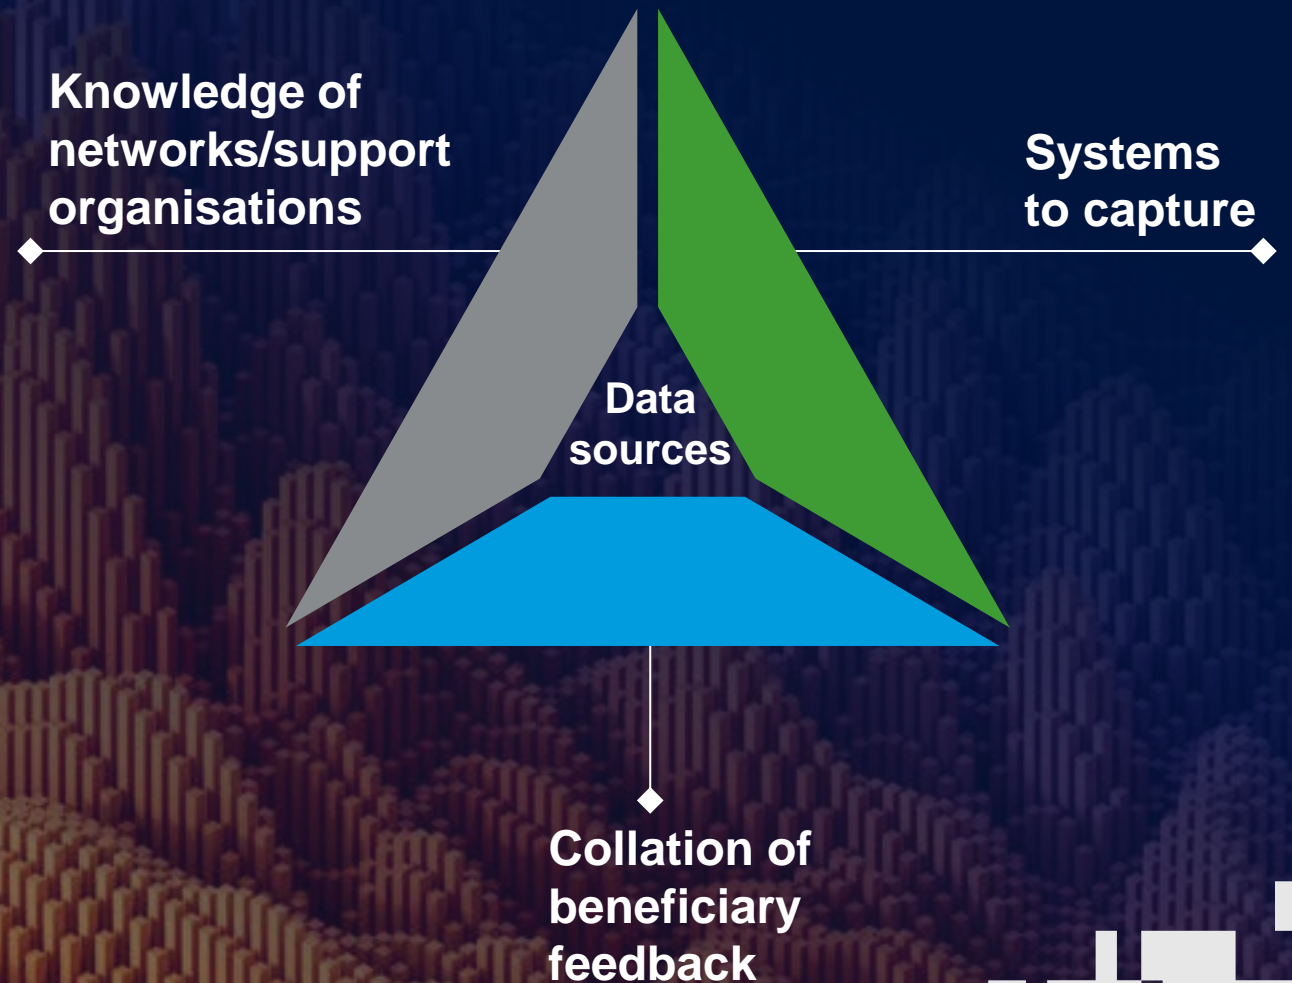 Knowledge of
networks/support
organisations
Systems
to capture
Data
sources
Collation of
beneficiary
feedback